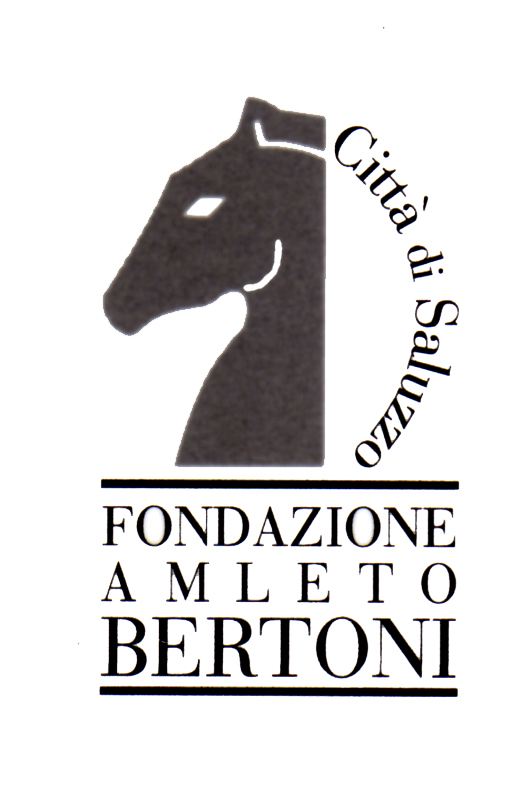 Città di Saluzzo
FONDAZIONE
AMLETO
BERTONI